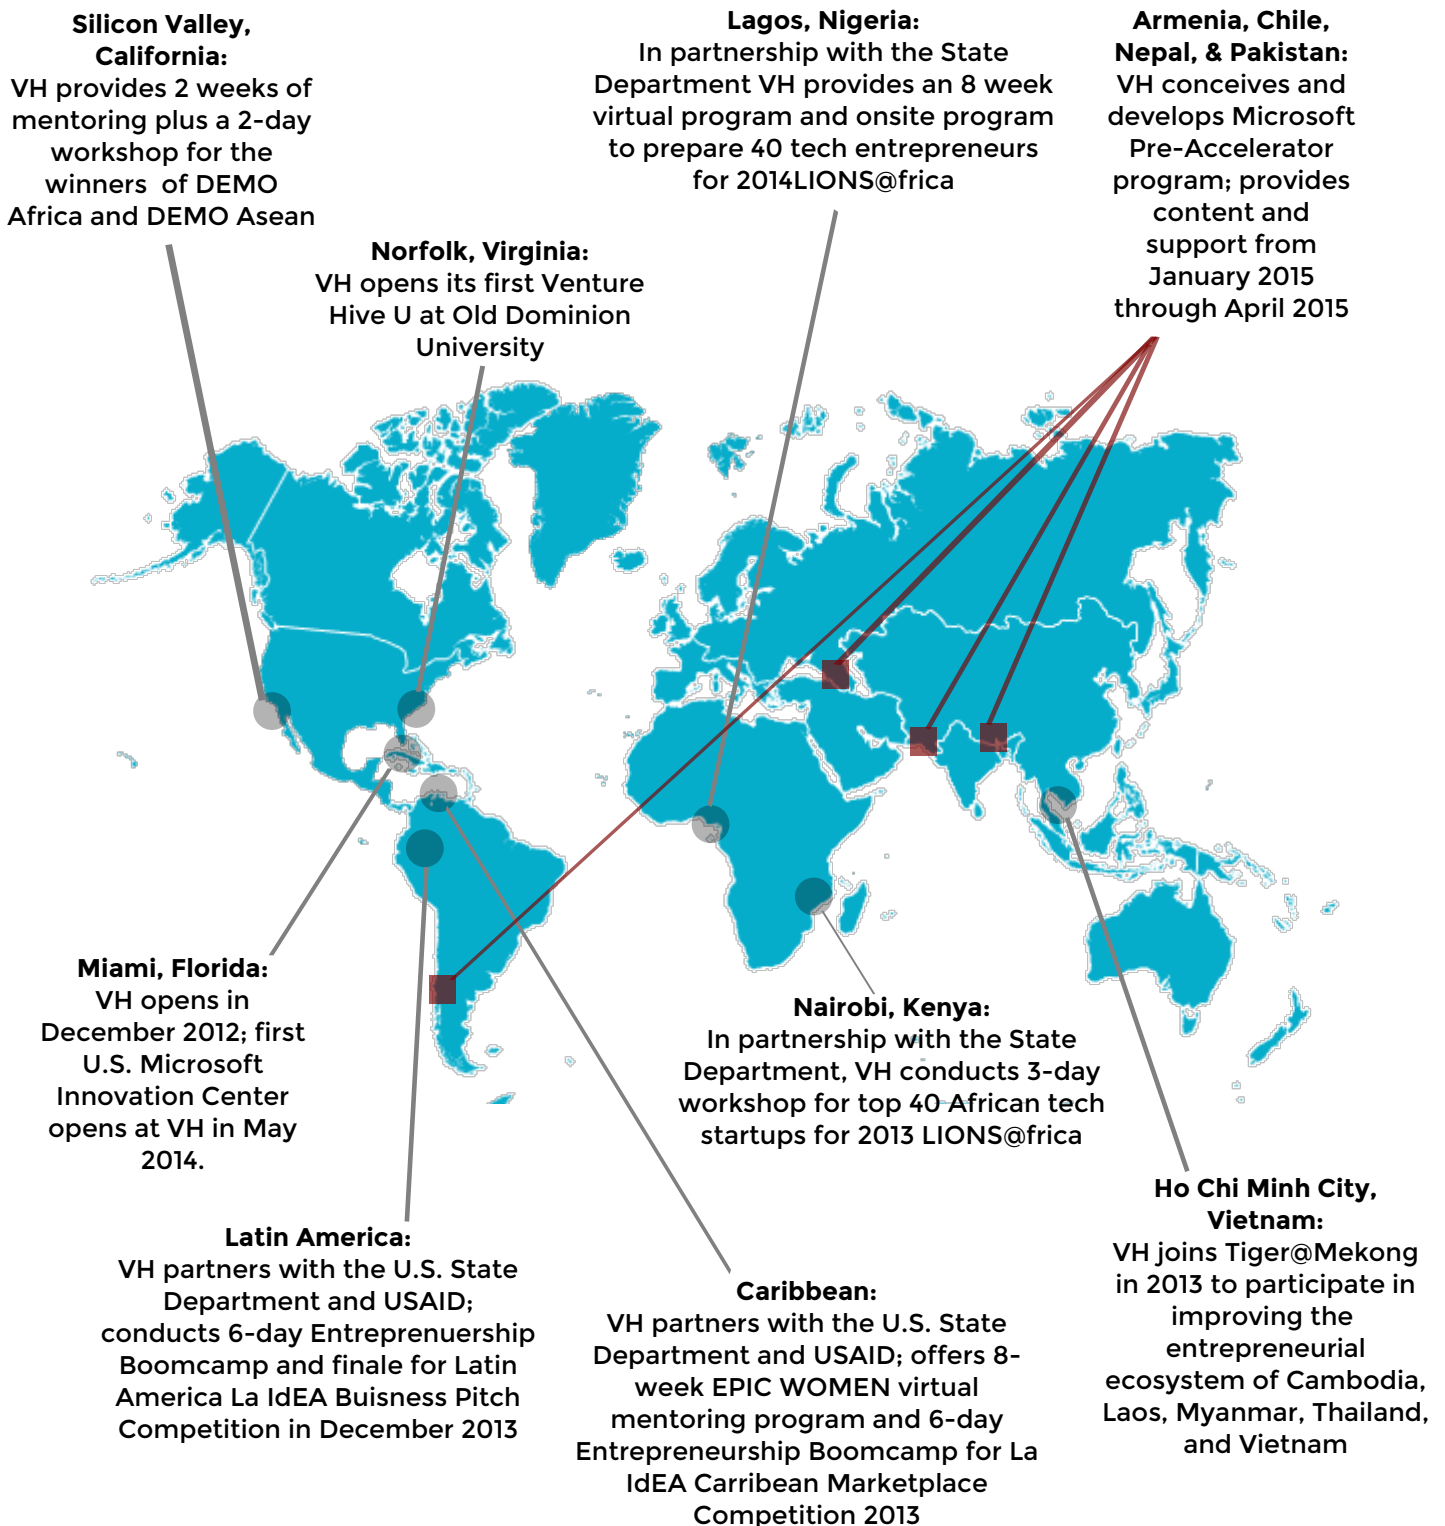 Silicon Valley,
California:
VH provides 2 weeks of
mentoring plus a 2-day
workshop for the
winners of DEMO
Africa and DEMO Asean
Lagos, Nigeria:
In partnership with the State
Department VH provides an 8 week
virtual program and onsite program
to prepare 40 tech entrepreneurs
for 2014LIONS@frica
Armenia, Chile,
Nepal, & Pakistan:
VH conceives and
develops Microsoft
Pre-Accelerator
program; provides
content and
support from
January 2015
through April 2015
Norfolk, Virginia:
VH opens its first Venture
Hive U at Old Dominion
University
Miami, Florida:
VH opens in
December 2012; first
U.S. Microsoft
Innovation Center
opens at VH in May
2014.
Nairobi, Kenya:
In partnership with the State
Department, VH conducts 3-day
workshop for top 40 African tech
startups for 2013 LIONS@frica
Latin America:
VH partners with the U.S. State
Department and USAID;
conducts 6-day Entreprenuership
Boomcamp and finale for Latin
America La IdEA Buisness Pitch
Competition in December 2013
Caribbean:
VH partners with the U.S. State
Department and USAID; offers 8-
week EPIC WOMEN virtual
mentoring program and 6-day
Entrepreneurship Boomcamp for La
IdEA Carribean Marketplace
Competition 2013
Ho Chi Minh City,
Vietnam:
VH joins Tiger@Mekong
in 2013 to participate in
improving the
entrepreneurial
ecosystem of Cambodia,
Laos, Myanmar, Thailand,
and Vietnam